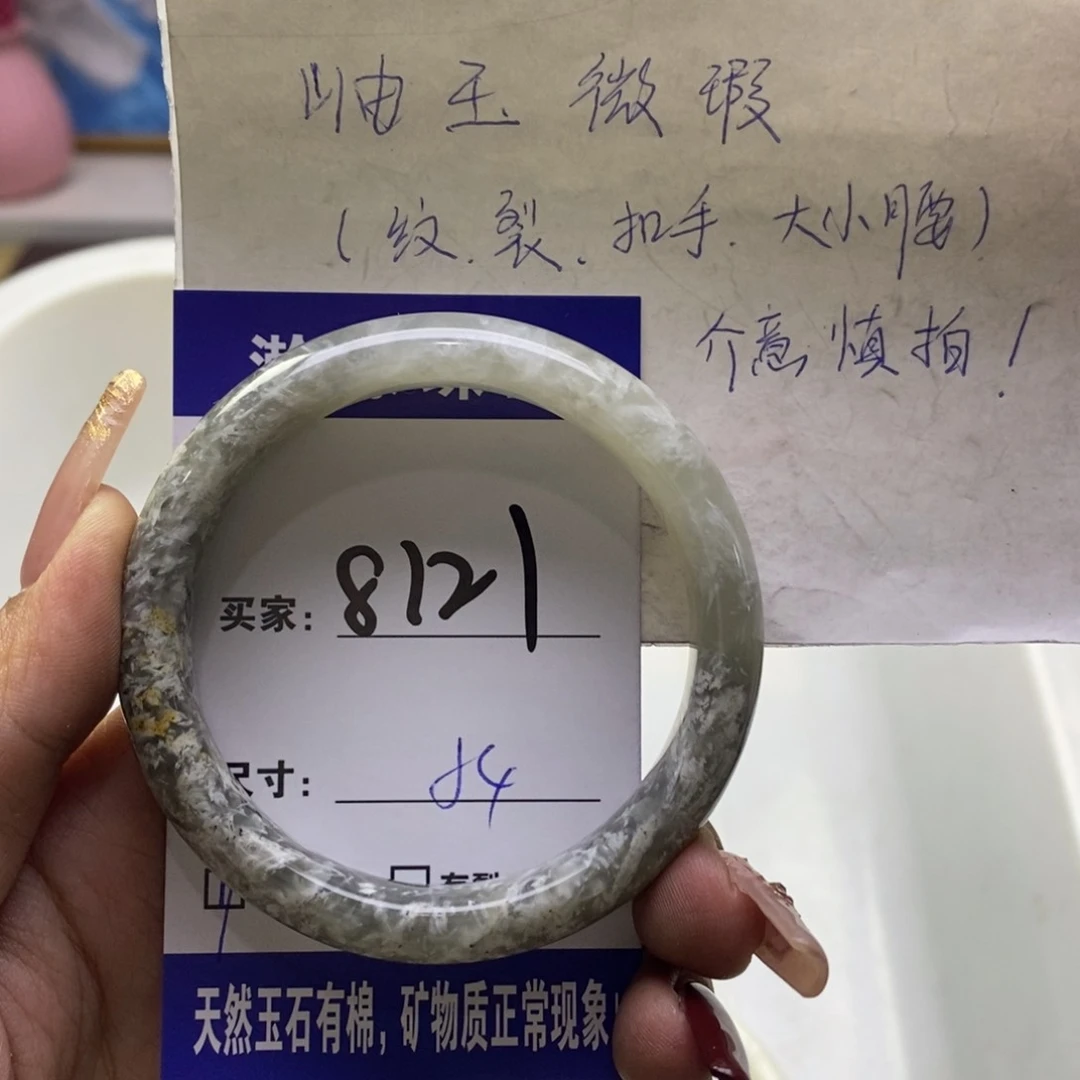 岫玉微瑕
(纹.裂.扣手.大小腰)
介意慎拍!
买家: 8121
尺寸: 54
天然玉石有棉,矿物质正常现象